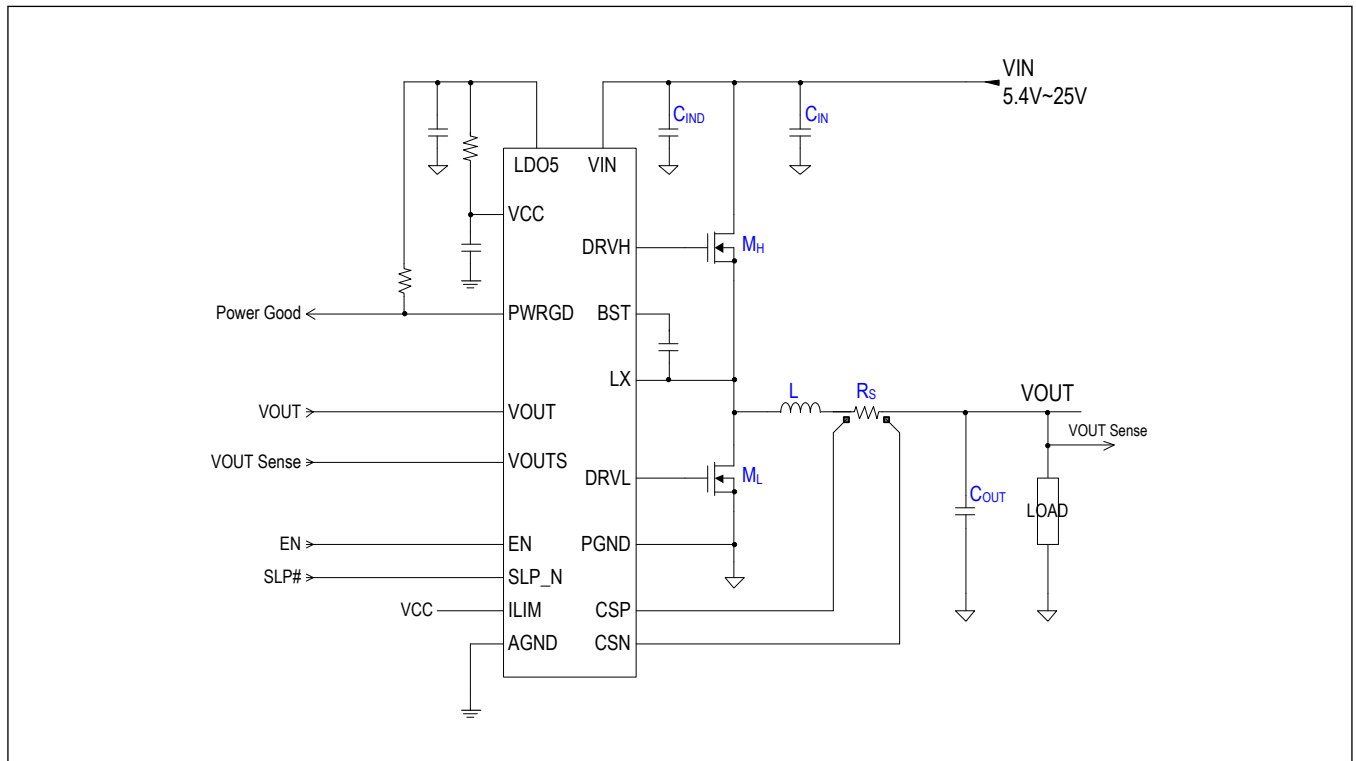 VIN
5.4V~25V
CIND
CIN
LDO5 VIN
VCC
DRVH
MH
Power Good
PWRGD
BST
LX
L
RS
VOUT
VOUT Sense
VOUT
VOUT
VOUT Sense
VOUTS
DRVL
ML
COUT
LOAD
EN
EN
PGND
SLP#
SLP_N
VCC
ILIM
CSP
AGND
CSN